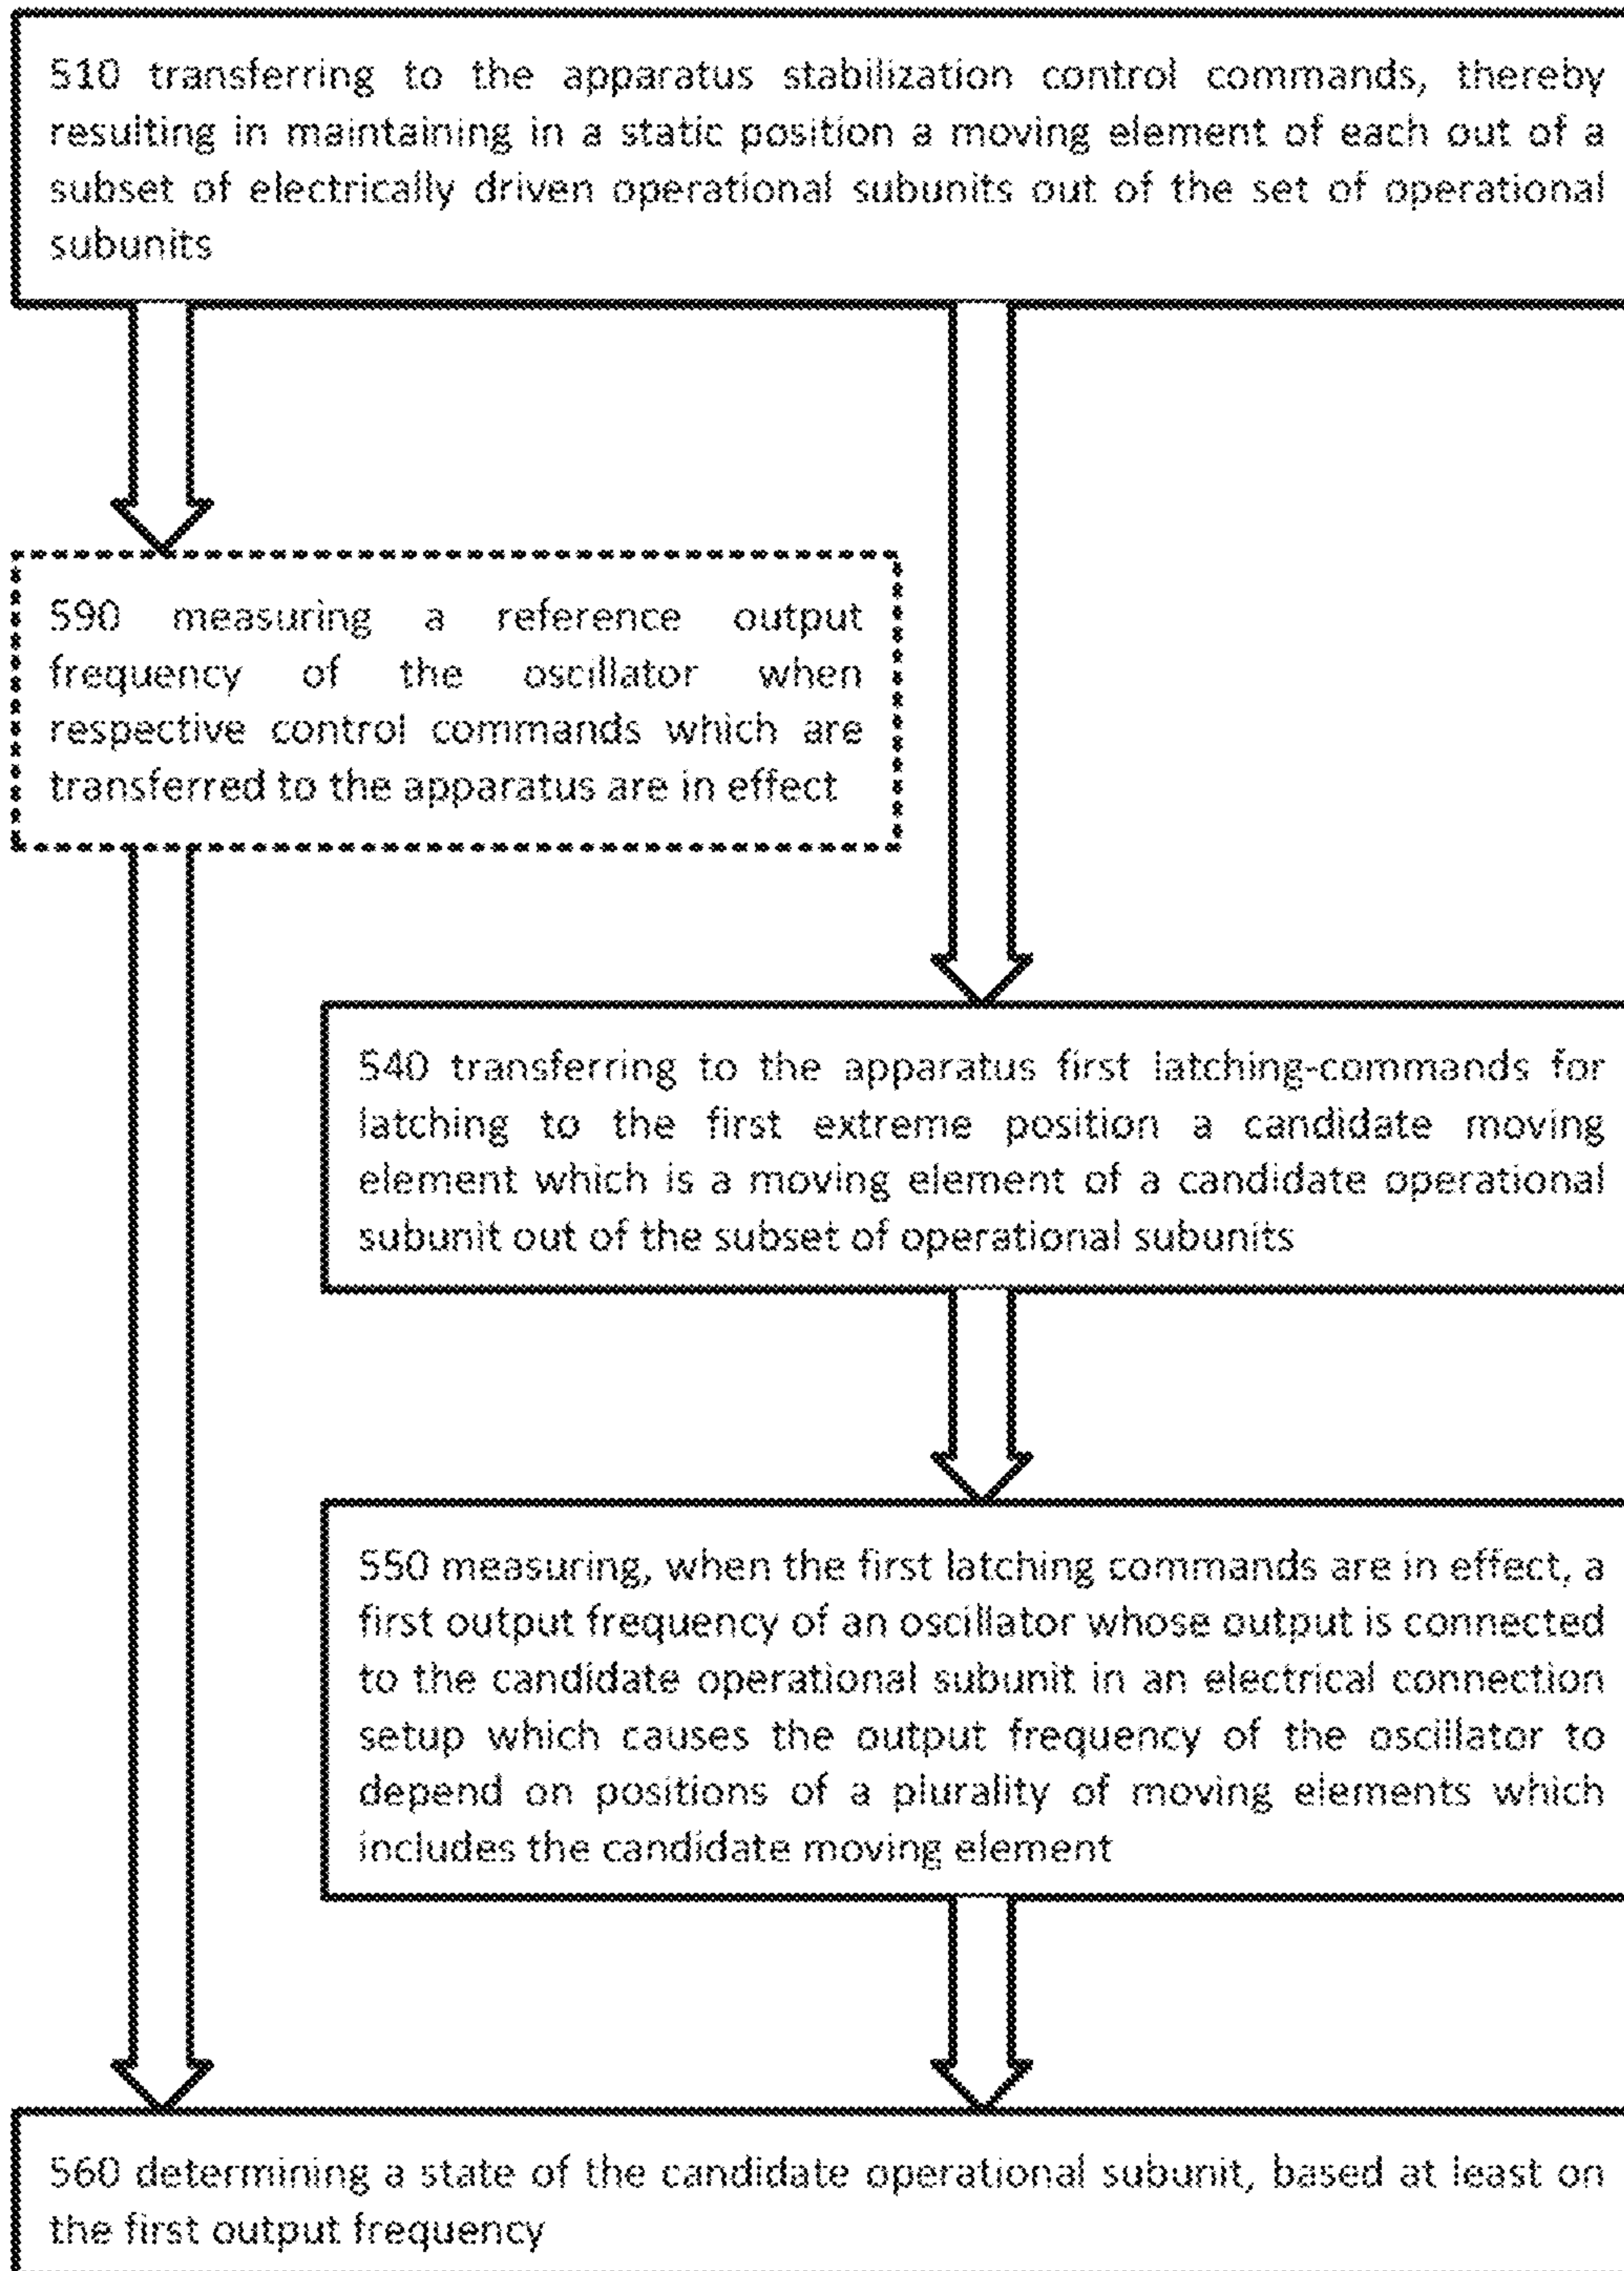 510 transferring to the apparatus stabilization control commands, thereby
resulting in maintaining in a static position a moving element of each out of a
subset of electrically driven operational subunits out of the set of operational
subunits
590 measuring a reference output
frequency of the oscillator when
respective control commands which are
transferred to the apparatus are in effect
540 transferring to the apparatus first latching-commands for
latching to the first extreme position a candidate moving
element which is a moving element of a candidate operational
subunit out of the subset of operational subunits
550 measuring, when the first latching commands are in effect, a
first output frequency of an oscillator whose output is connected
to the candidate operational subunit in an electrical connection
setup which causes the output frequency of the oscillator to
depend on positions of a plurality of moving elements which
includes the candidate moving element
560 determining a state of the candidate operational subunit, based at least on
the first output frequency